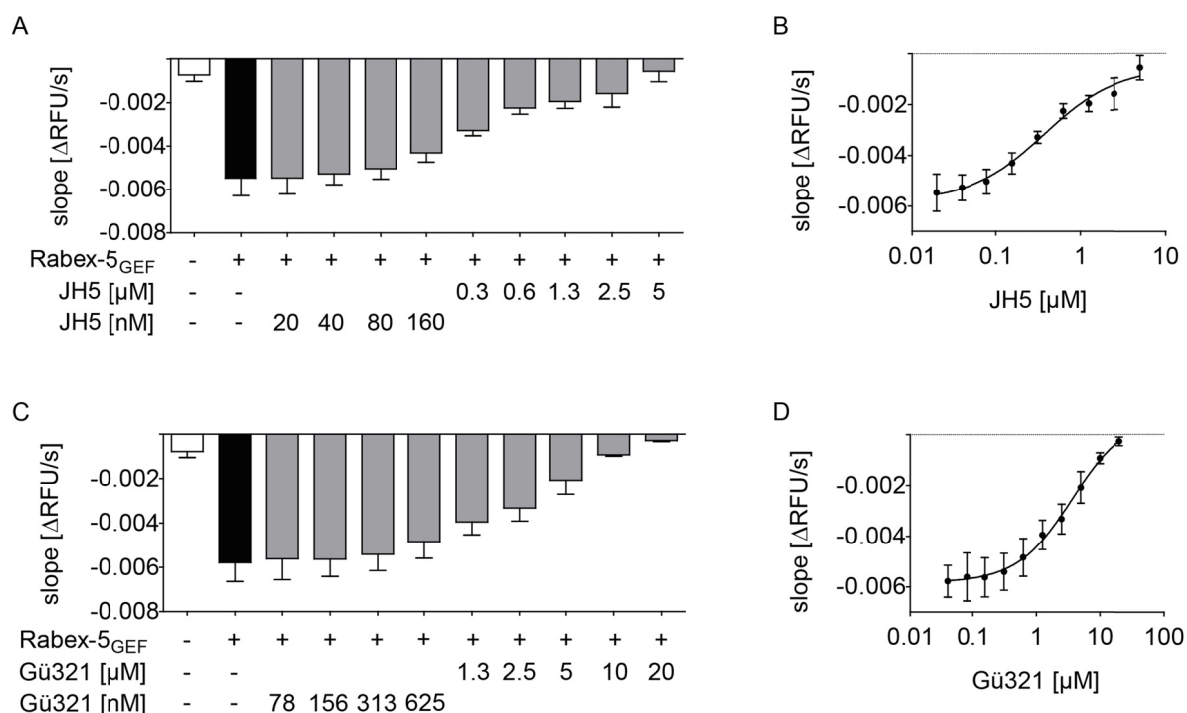 A
slope [ΔRFU/s]
-0.002
-0.004
-0.006
-0.008
Rabex-5GEF - + + + + + + + + + +
JH5 [µM] - - 0.3 0.6 1.3 2.5 5
JH5 [nM] - - 20 40 80 160
B
slope [ΔRFU/s]
-0.002
-0.004
-0.006
0.01 0.1 1 10
JH5 [µM]
C
slope [ΔRFU/s]
-0.002
-0.004
-0.006
-0.008
Rabex-5GEF - + + + + + + + + + +
Gü321 [µM] - - 1.3 2.5 5 10 20
Gü321 [nM] - - 78 156 313 625
D
slope [ΔRFU/s]
-0.002
-0.004
-0.006
0.01 0.1 1 10 100
Gü321 [µM]